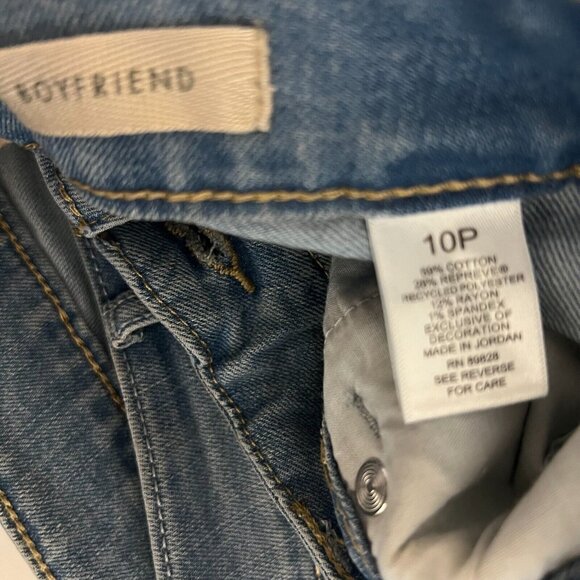 BOYFRIEND
10P
59% COTTON
28% REPREVE®
RECYCLED POLYESTER
12% RAYON
1% SPANDEX
EXCLUSIVE OF
DECORATION
MADE IN JORDAN
RN 89828
SEE REVERSE
FOR CARE